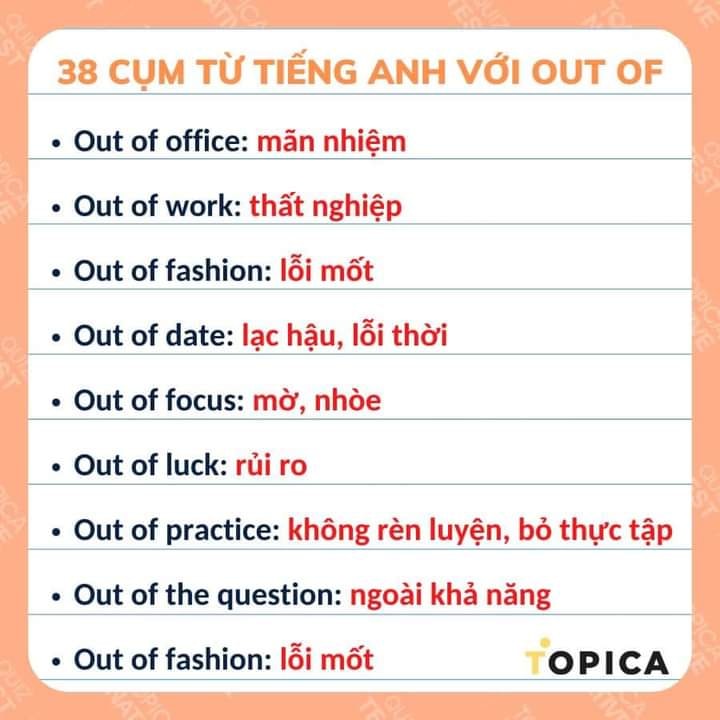 38 CỤM TỪ TIẾNG ANH VỚI OUT OF
• Out of office: mãn nhiệm
• Out of work: thất nghiệp
• Out of fashion: lỗi mốt
• Out of date: lạc hậu, lỗi thời
• Out of focus: mờ, nhòe
• Out of luck: rủi ro
• Out of practice: không rèn luyện, bỏ thực tập
• Out of the question: ngoài khả năng
• Out of fashion: lỗi mốt
TOPICA